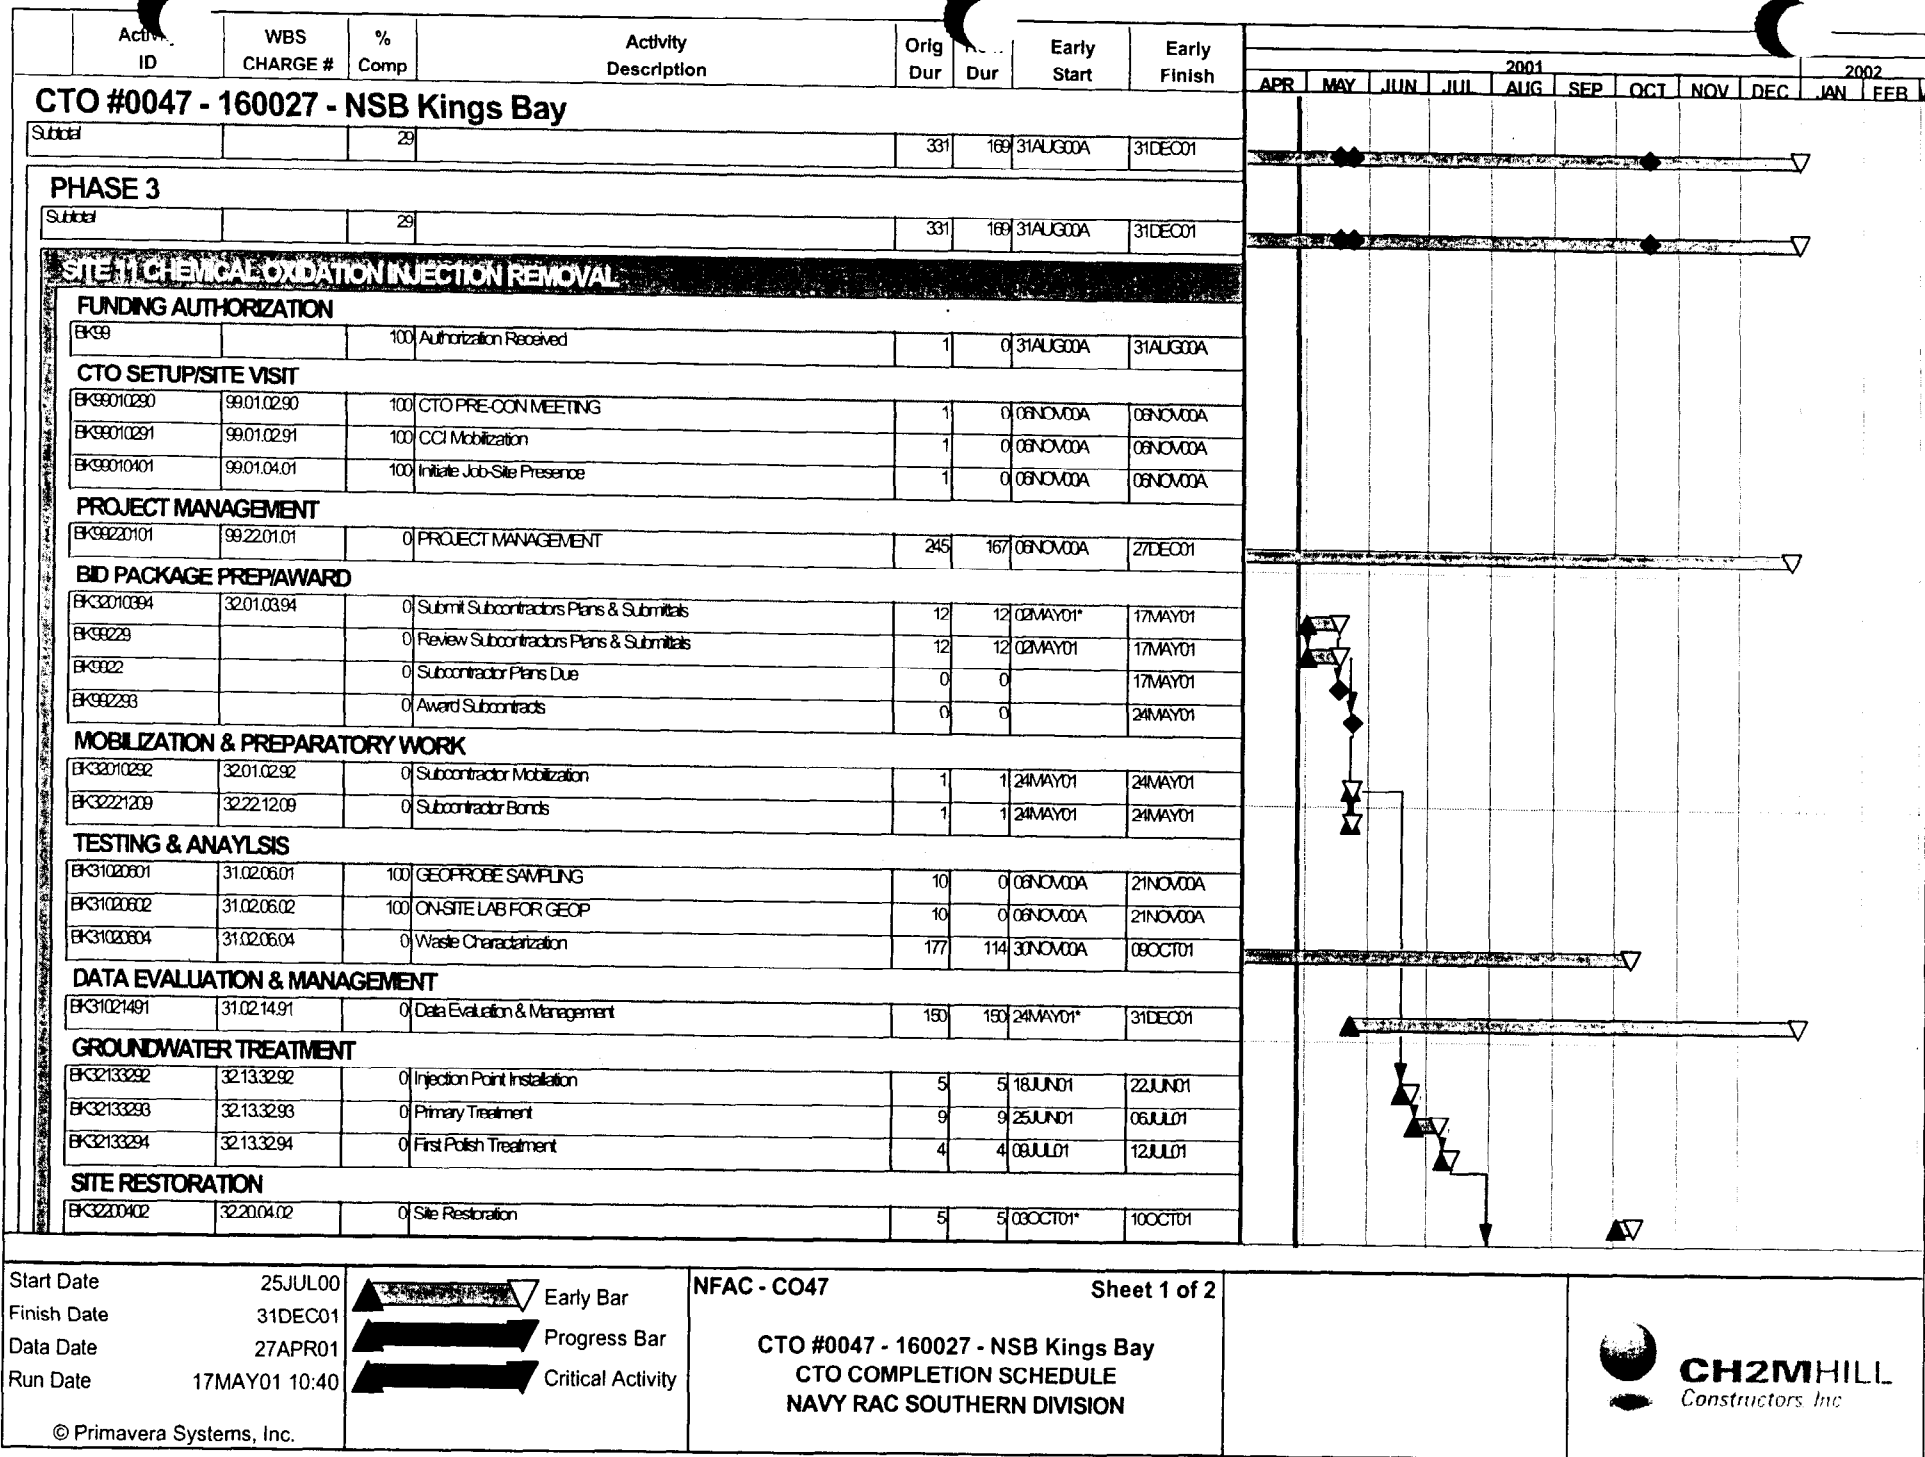 Activ ID WBS CHARGE # % Comp Activity Description Orig Dur Dur Early Start Early Finish
2001 2002
APR MAY JUN JUL AUG SEP OCT NOV DEC JAN FEB
CTO #0047 - 160027 - NSB Kings Bay
Subtotal 29 331 169 31AUG00A 31DEC01
PHASE 3
Subtotal 29 331 169 31AUG00A 31DEC01
SITE 11 CHEMICAL OXIDATION INJECTION REMOVAL
FUNDING AUTHORIZATION
BK99 100 Authorization Received 1 0 31AUG00A 31AUG00A
CTO SETUP/SITE VISIT
BK99010290 99.01.02.90 100 CTO PRE-CON MEETING 1 0 06NOV00A 06NOV00A
BK99010291 99.01.02.91 100 CCI Mobilization 1 0 06NOV00A 06NOV00A
BK99010401 99.01.04.01 100 Initiate Job-Site Presence 1 0 06NOV00A 06NOV00A
PROJECT MANAGEMENT
BK99220101 99.22.01.01 0 PROJECT MANAGEMENT 245 167 06NOV00A 27DEC01
BID PACKAGE PREP/AWARD
BK32010394 32.01.03.94 0 Submit Subcontractors Plans & Submittals 12 12 02MAY01* 17MAY01
BK99229 0 Review Subcontractors Plans & Submittals 12 12 02MAY01 17MAY01
BK9922 0 Subcontractor Plans Due 0 0 17MAY01
BK992293 0 Award Subcontracts 0 0 24MAY01
MOBILIZATION & PREPARATORY WORK
BK32010292 32.01.02.92 0 Subcontractor Mobilization 1 1 24MAY01 24MAY01
BK32221209 32.22.12.09 0 Subcontractor Bonds 1 1 24MAY01 24MAY01
TESTING & ANAYLSIS
BK31020601 31.02.06.01 100 GEOPROBE SAMPLING 10 0 06NOV00A 21NOV00A
BK31020602 31.02.06.02 100 ON-SITE LAB FOR GEOP 10 0 06NOV00A 21NOV00A
BK31020604 31.02.06.04 0 Waste Charactarization 177 114 30NOV00A 09OCT01
DATA EVALUATION & MANAGEMENT
BK31021491 31.02.14.91 0 Data Evaluation & Management 150 150 24MAY01* 31DEC01
GROUNDWATER TREATMENT
BK32133292 32.13.32.92 0 Injection Point Installation 5 5 18JUN01 22JUN01
BK32133293 32.13.32.93 0 Primary Treatment 9 9 25JUN01 06JUL01
BK32133294 32.13.32.94 0 First Polish Treatment 4 4 09JUL01 12JUL01
SITE RESTORATION
BK32200402 32.20.04.02 0 Site Restoration 5 5 03OCT01* 10OCT01
Start Date 25JUL00
Finish Date 31DEC01
Data Date 27APR01
Run Date 17MAY01 10:40
© Primavera Systems, Inc.
Early Bar
Progress Bar
Critical Activity
NFAC - CO47 Sheet 1 of 2
CTO #0047 - 160027 - NSB Kings Bay
CTO COMPLETION SCHEDULE
NAVY RAC SOUTHERN DIVISION
CH2MHILL
Constructors Inc